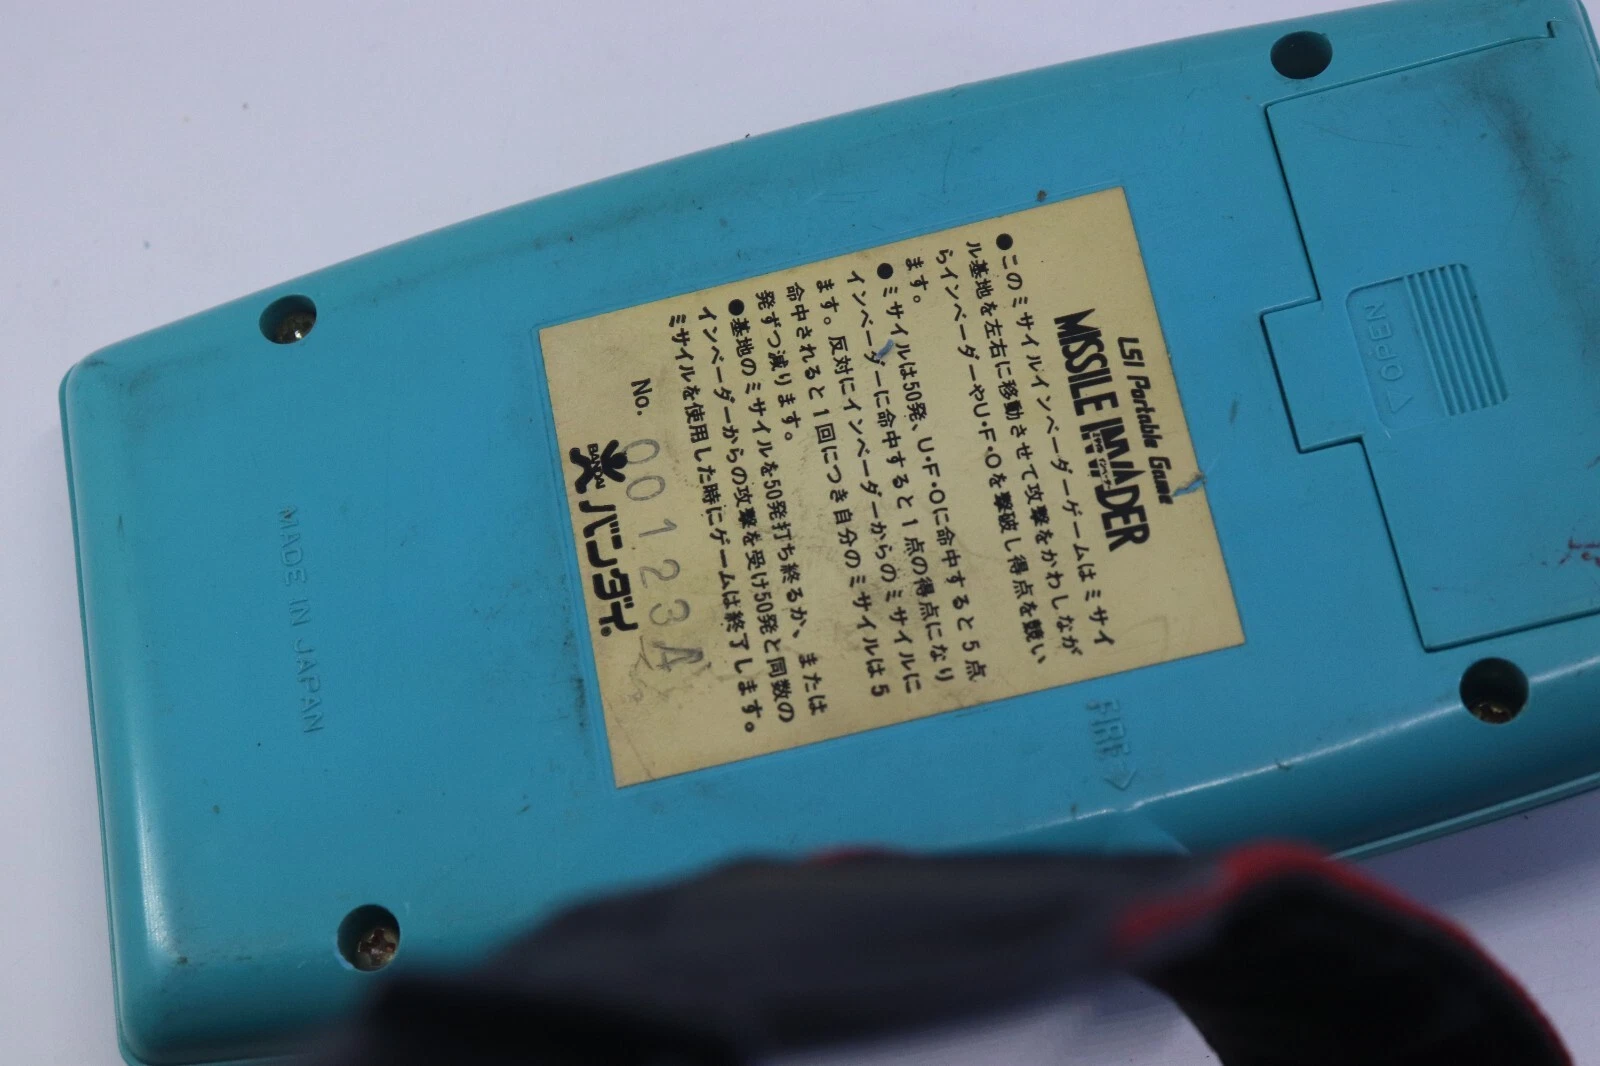 LSI Portable Game
MISSILE INVADER
●このミサイルインベーダーゲームはミサイ
ル基地を左右に移動させて攻撃をかわしなが
らインベーダーやU・F・Oを撃破し得点を競い
ます。
●ミサイルは50発、U・F・Oに命中すると5点
インベーダーに命中すると1点の得点になり
ます。反対にインベーダーからのミサイルに
命中されると1回につき自分のミサイルは5
発ずつ減ります。
●基地のミサイルを50発打ち終るか、または
インベーダーからの攻撃を受け50発と同数の
ミサイルを使用した時にゲームは終了します。
No. 001234
BANDAI
バンダイ
OPEN
FIRE
MADE IN JAPAN